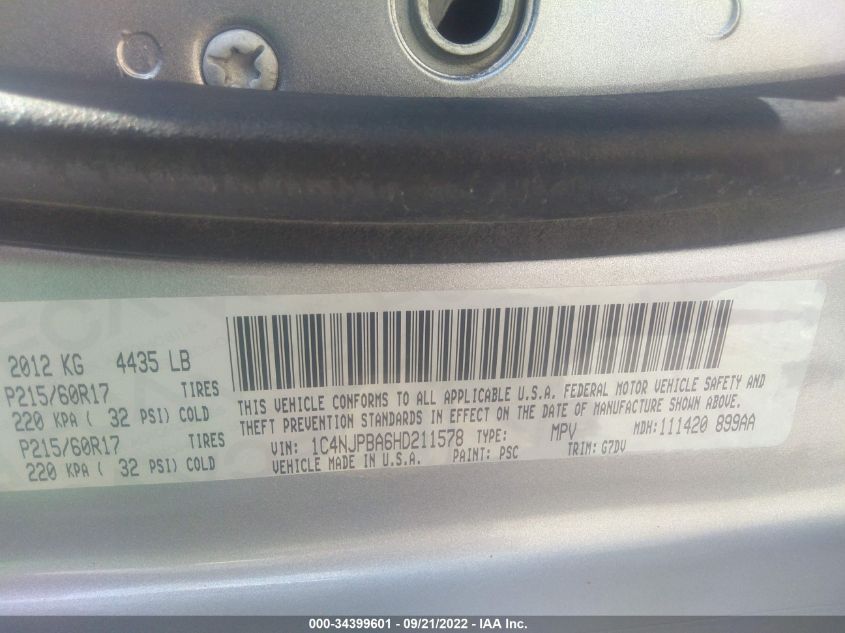 2012 KG 4435 LB
P215/60R17 TIRES
220 KPA ( 32 PSI) COLD
P215/60R17 TIRES
220 KPA ( 32 PSI) COLD
THIS VEHICLE CONFORMS TO ALL APPLICABLE U.S.A. FEDERAL MOTOR VEHICLE SAFETY AND
THEFT PREVENTION STANDARDS IN EFFECT ON THE DATE OF MANUFACTURE SHOWN ABOVE.
VIN: 1C4NJPBA6HD211578 TYPE: MPV MDH: 111420 899AA
VEHICLE MADE IN U.S.A. PAINT: PSC TRIM: G7DV
000-34399601 - 09/21/2022 - IAA Inc.